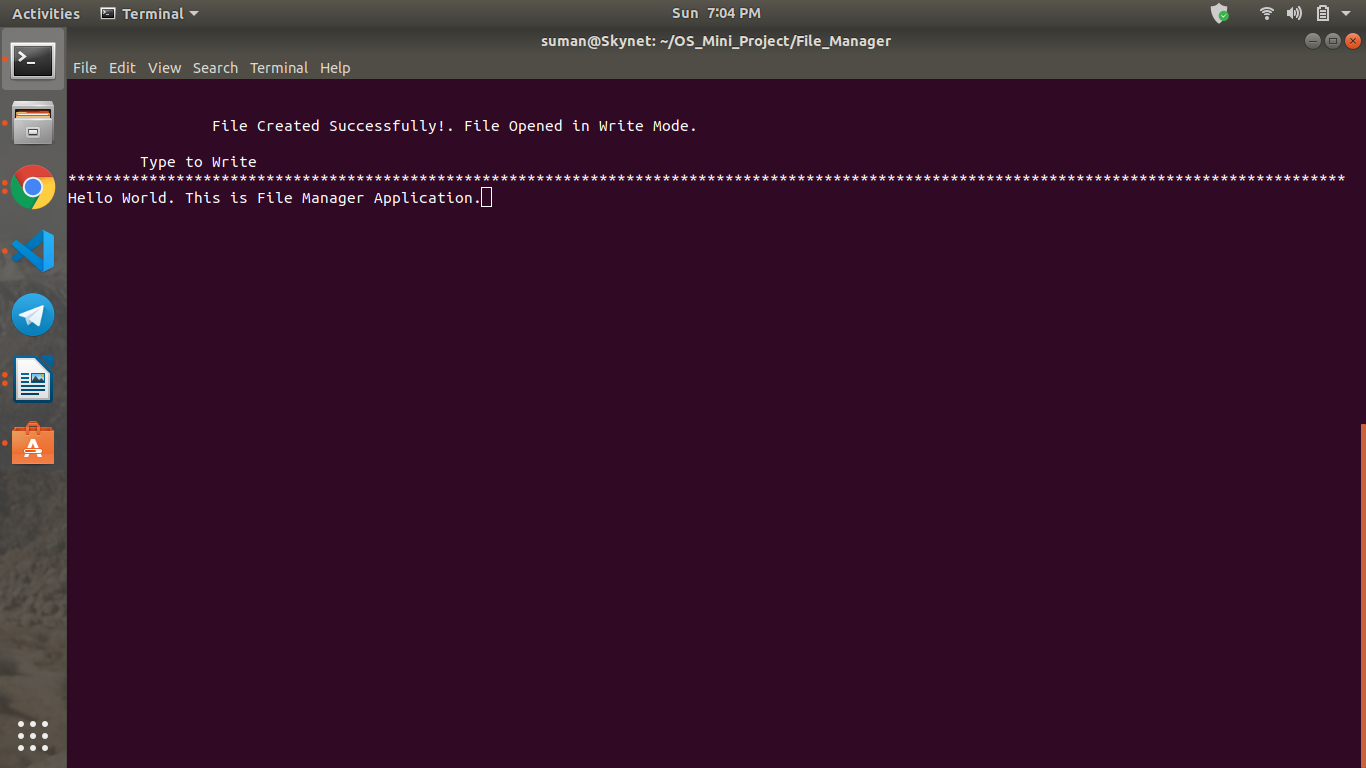 Activities Terminal Sun 7:04 PM
suman@Skynet: ~/OS_Mini_Project/File_Manager
File Edit View Search Terminal Help
File Created Successfully!. File Opened in Write Mode.
Type to Write
**********************************************************************************************************************************************
Hello World. This is File Manager Application.